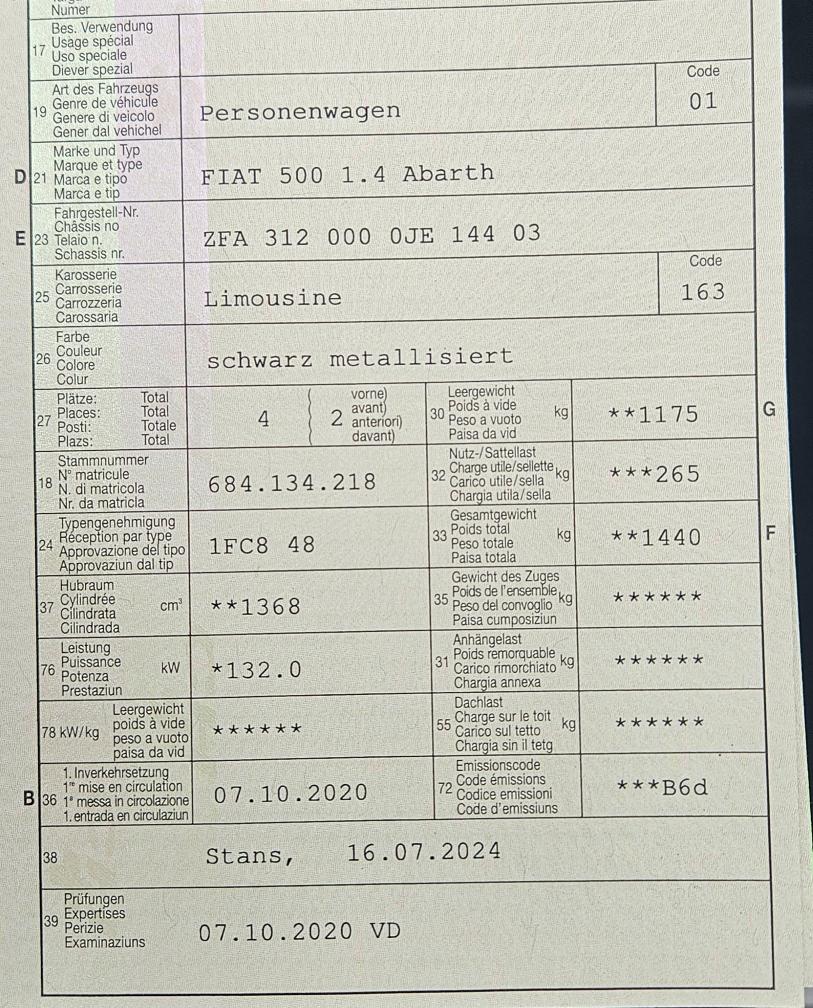 Numer
17 Bes. Verwendung
Usage spécial
Uso speciale
Diever spezial
19 Art des Fahrzeugs
Genre de véhicule
Genere di veicolo
Gener dal vehichel
Personenwagen
Code
01
D 21 Marke und Typ
Marque et type
Marca e tipo
Marca e tip
FIAT 500 1.4 Abarth
E 23 Fahrgestell-Nr.
Châssis no
Telaio n.
Schassis nr.
ZFA 312 000 0JE 144 03
25 Karosserie
Carrosserie
Carrozzeria
Carossaria
Limousine
Code
163
26 Farbe
Couleur
Colore
Colur
schwarz metallisiert
27 Plätze: Total
Places: Total
Posti: Totale
Plazs: Total
4 ( 2 vorne)
avant)
anteriori)
davant)
30 Leergewicht
Poids à vide
Peso a vuoto
Paisa da vid
kg
**1175
G
18 Stammnummer
N° matricule
N. di matricola
Nr. da matricla
684.134.218
32 Nutz-/Sattellast
Charge utile/sellette
Carico utile/sella
Chargia utila/sella
kg
***265
24 Typengenehmigung
Réception par type
Approvazione del tipo
Approvaziun dal tip
1FC8 48
33 Gesamtgewicht
Poids total
Peso totale
Paisa totala
kg
**1440
F
37 Hubraum
Cylindrée
Cilindrata
Cilindrada
cm³
**1368
35 Gewicht des Zuges
Poids de l'ensemble
Peso del convoglio
Paisa cumposiziun
kg
******
76 Leistung
Puissance
Potenza
Prestaziun
kW
*132.0
31 Anhängelast
Poids remorquable
Carico rimorchiato
Chargia annexa
kg
******
78 kW/kg Leergewicht
poids à vide
peso a vuoto
paisa da vid
******
55 Dachlast
Charge sur le toit
Carico sul tetto
Chargia sin il tetg
kg
******
B 36 1. Inverkehrsetzung
1re mise en circulation
1a messa in circolazione
1. entrada en circulaziun
07.10.2020
72 Emissionscode
Code émissions
Codice emissioni
Code d'emissiuns
***B6d
38 Stans, 16.07.2024
39 Prüfungen
Expertises
Perizie
Examinaziuns
07.10.2020 VD